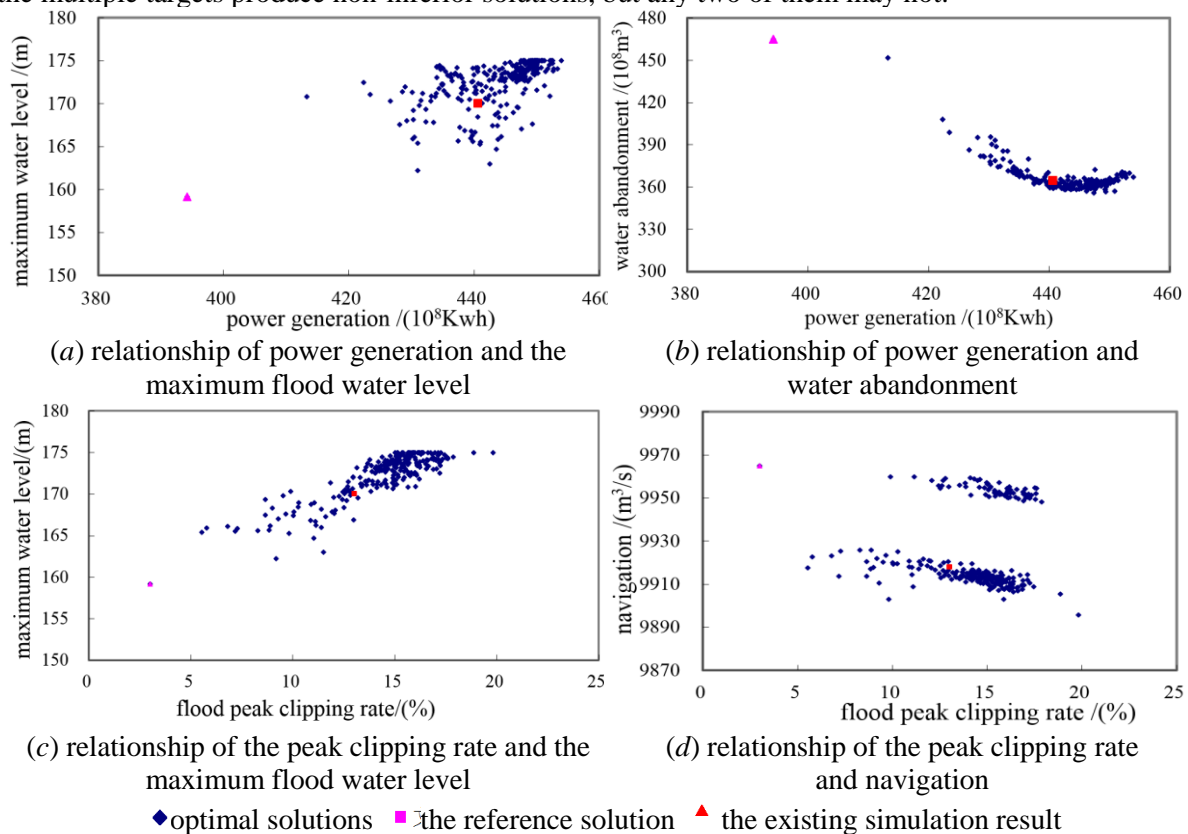 the multiple targets produce non-inferior solutions, but any two of them may not.
maximum water level /(m)
180
175
170
165
160
155
150
380
400
420
440
460
power generation /(10⁸Kwh)
water abandonment /(10⁸m³)
480
450
420
390
360
330
300
380
400
420
440
460
power generation /(10⁸Kwh)
(a) relationship of power generation and the
maximum flood water level
(b) relationship of power generation and
water abandonment
maximum water level/(m)
180
175
170
165
160
155
150
0
5
10
15
20
25
flood peak clipping rate/(%)
navigation /(m³/s)
9990
9970
9950
9930
9910
9890
9870
0
5
10
15
20
25
flood peak clipping rate /(%)
(c) relationship of the peak clipping rate and the
maximum flood water level
(d) relationship of the peak clipping rate
and navigation
optimal solutions the reference solution the existing simulation result